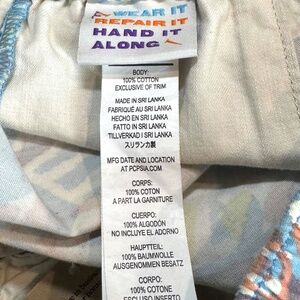 WEAR IT
REPAIR IT
HAND IT
ALONG
BODY:
100% COTTON
EXCLUSIVE OF TRIM
MADE IN SRI LANKA
FABRIQUÉ AU SRI LANKA
HECHO EN SRI LANKA
FATTO IN SRI LANKA
TILLVERKAD I SRI LANKA
スリランカ製
MFG DATE AND LOCATION
AT PCPSIA.COM
CORPS:
100% COTON
À PART LA GARNITURE
CUERPO:
100% ALGODÓN
NO INCLUYE EL ADORNO
HAUPTTEIL:
100% BAUMWOLLE
AUSGENOMMEN BESATZ
CORPO:
100% COTONE
ESCLUSO INSERTO